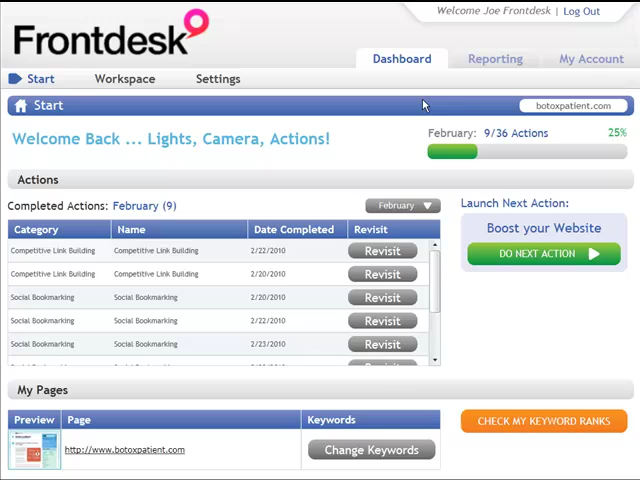 Welcome Joe Frontdesk | Log Out
Frontdesk
Dashboard Reporting My Account
Start Workspace Settings
Start botoxpatient.com
Welcome Back ... Lights, Camera, Actions!
February: 9/36 Actions 25%
Actions
Completed Actions: February (9) February
Launch Next Action:
Boost your Website
DO NEXT ACTION
Category Name Date Completed Revisit
Competitive Link Building Competitive Link Building 2/22/2010 Revisit
Competitive Link Building Competitive Link Building 2/20/2010 Revisit
Social Bookmarking Social Bookmarking 2/20/2010 Revisit
Social Bookmarking Social Bookmarking 2/22/2010 Revisit
Social Bookmarking Social Bookmarking 2/23/2010 Revisit
My Pages
Preview Page Keywords
http://www.botoxpatient.com Change Keywords
CHECK MY KEYWORD RANKS